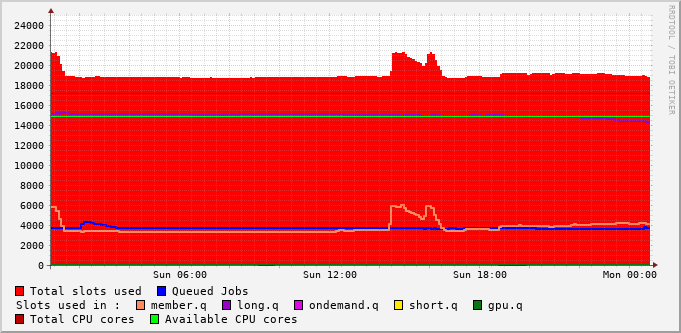 RRDTOOL / TOBI OETIKER
24000
22000
20000
18000
16000
14000
12000
10000
8000
6000
4000
2000
0
Sun 06:00 Sun 12:00 Sun 18:00 Mon 00:00
Total slots used Queued Jobs
Slots used in : member.q long.q ondemand.q short.q gpu.q
Total CPU cores Available CPU cores